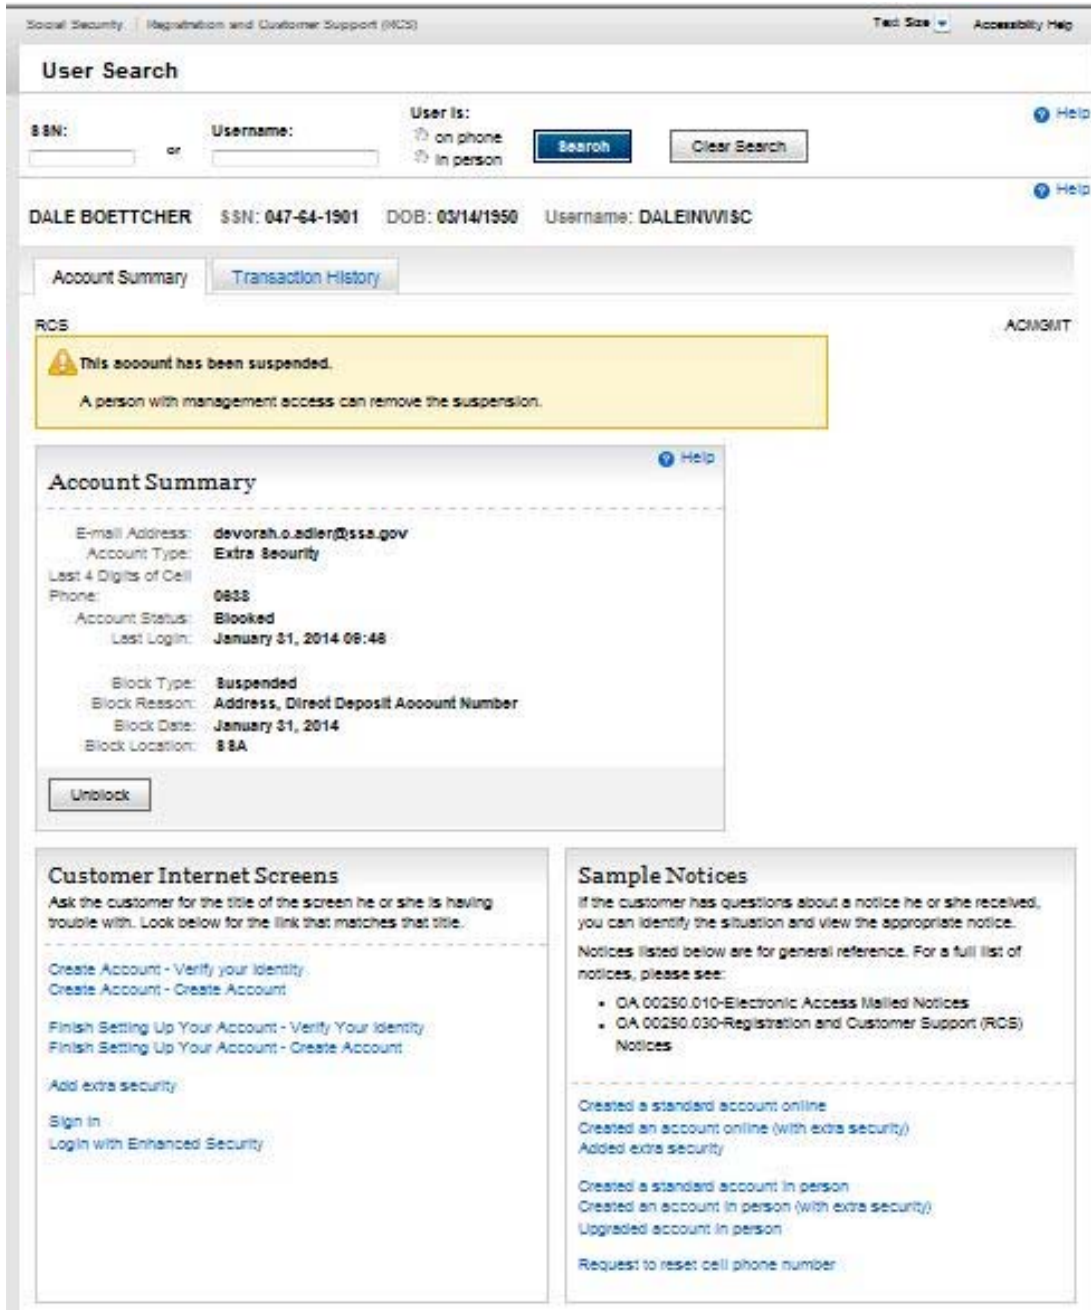 Social Security | Registration and Customer Support (RCS) Text Size Accessibility Help
User Search
SSN: or Username: User Is: on phone in person Search Clear Search Help
Help
DALE BOETTCHER SSN: 047-64-1901 DOB: 03/14/1950 Username: DALEINWISC
Account Summary Transaction History
RCS ACMGMT
This account has been suspended.
A person with management access can remove the suspension.
Help
Account Summary
E-mail Address: devorah.o.adler@ssa.gov
Account Type: Extra Security
Last 4 Digits of Cell
Phone:
Account Status: Blocked
Last Login: January 31, 2014
Block Type: Suspended
Block Reason: Address, Direct Deposit Account Number
Block Date: January 31, 2014
Block Location: SSA
Unblock
Customer Internet Screens
Ask the customer for the title of the screen he or she is having
trouble with. Look below for the link that matches that title.
Create Account - Verify your Identity
Create Account - Create Account
Finish Setting Up Your Account - Verify Your Identity
Finish Setting Up Your Account - Create Account
Add extra security
Sign In
Login with Enhanced Security
Sample Notices
If the customer has questions about a notice he or she received,
you can identify the situation and view the appropriate notice.
Notices listed below are for general reference. For a full list of
notices, please see:
• OA 00250.010-Electronic Access Mailed Notices
• OA 00250.030-Registration and Customer Support (RCS)
Notices
Created a standard account online
Created an account online (with extra security)
Added extra security
Created a standard account in person
Created an account in person (with extra security)
Upgraded account in person
Request to reset cell phone number